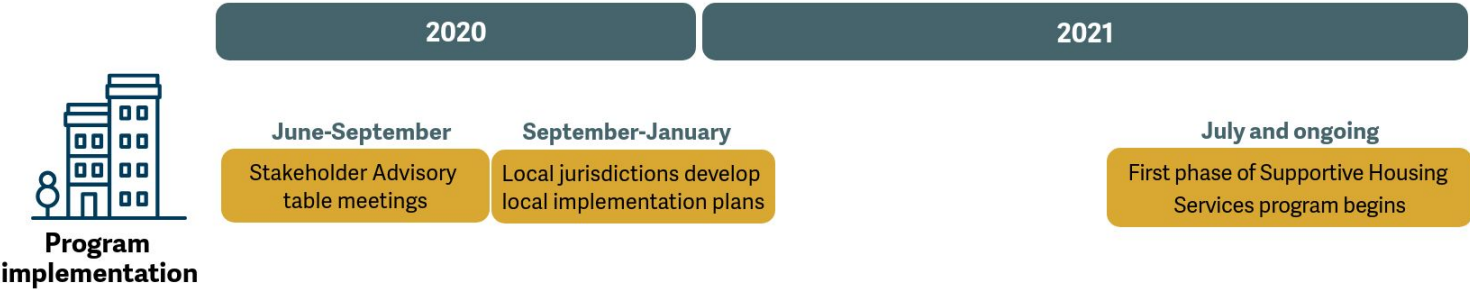 2020
2021
June-September
September-January
July and ongoing
Stakeholder Advisory
table meetings
Local jurisdictions develop
local implementation plans
First phase of Supportive Housing
Services program begins
Program
implementation